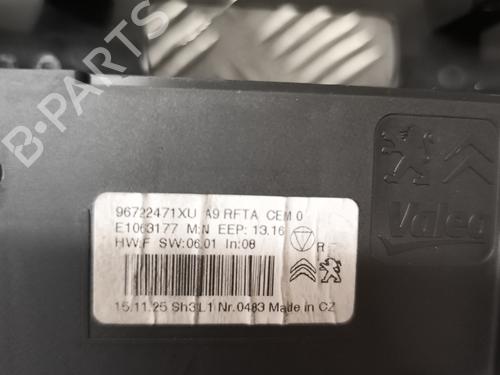 B-PARTS
Valeo
96722471XU A9 RFTA CEM 0
E1063177 M:N EEP: 13.16
HW:F SW:06.01 In:08
R
15.11.25 Sh3L1 Nr.0483 Made in CZ